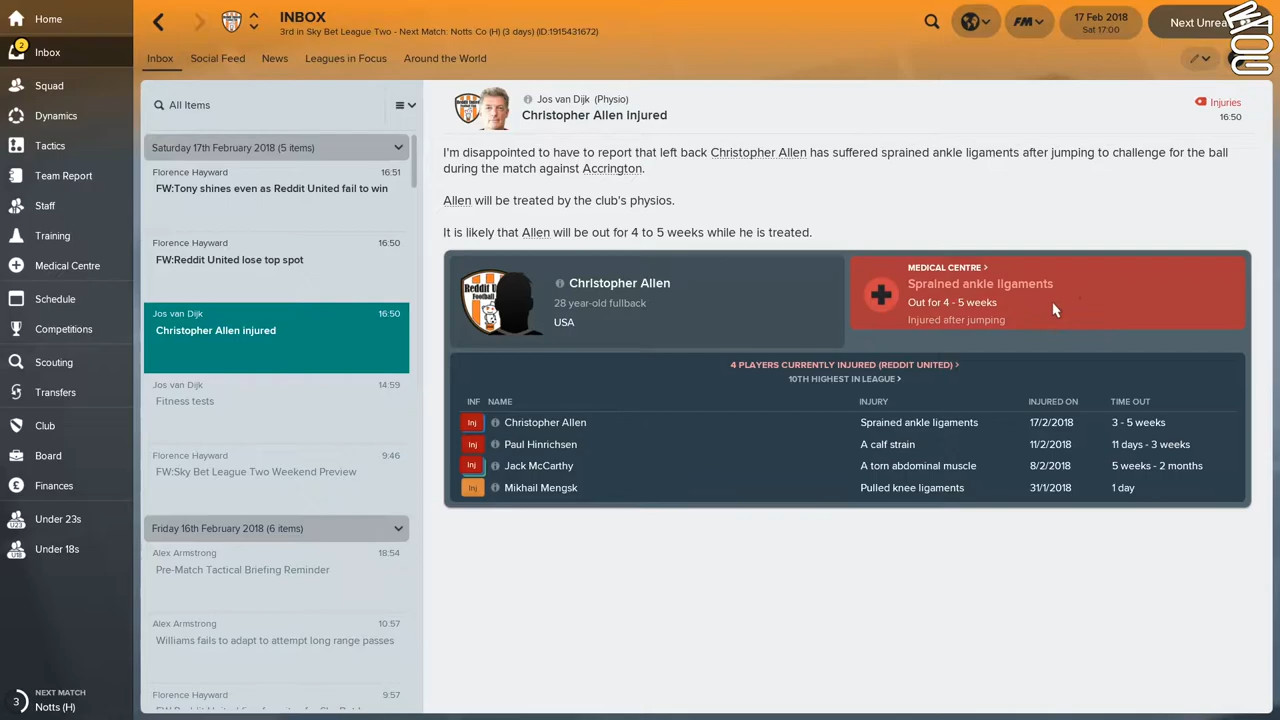 Home
2
Inbox
Squad
Dynamics
Tactics
Team Report
Staff
Training
Medical Centre
Schedule
Competitions
Scouting
Transfers
Club
Board
Finances
Under 23s
Under 18s
3
NEXT MATCH
Notts (H)
INBOX
3rd in Sky Bet League Two - Next Match: Notts Co (H) (3 days) (ID:1915431672)
FM
17 Feb 2018
Sat 17:00
Next Unrea
Inbox
Social Feed
News
Leagues in Focus
Around the World
All Items
Saturday 17th February 2018 (5 items)
Florence Hayward 16:51
FW:Tony shines even as Reddit United fail to win
Florence Hayward 16:50
FW:Reddit United lose top spot
Jos van Dijk 16:50
Christopher Allen injured
Jos van Dijk 14:59
Fitness tests
Florence Hayward 9:46
FW:Sky Bet League Two Weekend Preview
Friday 16th February 2018 (6 items)
Alex Armstrong 18:54
Pre-Match Tactical Briefing Reminder
Alex Armstrong 10:57
Williams fails to adapt to attempt long range passes
Florence Hayward 9:57
Jos van Dijk (Physio)
Christopher Allen injured
Injuries
16:50
I'm disappointed to have to report that left back Christopher Allen has suffered sprained ankle ligaments after jumping to challenge for the ball
during the match against Accrington.
Allen will be treated by the club's physios.
It is likely that Allen will be out for 4 to 5 weeks while he is treated.
Christopher Allen
28 year-old fullback
USA
MEDICAL CENTRE >
Sprained ankle ligaments
Out for 4 - 5 weeks
Injured after jumping
4 PLAYERS CURRENTLY INJURED (REDDIT UNITED) >
10TH HIGHEST IN LEAGUE >
INF NAME INJURY INJURED ON TIME OUT
Inj Christopher Allen Sprained ankle ligaments 17/2/2018 3 - 5 weeks
Inj Paul Hinrichsen A calf strain 11/2/2018 11 days - 3 weeks
Inj Jack McCarthy A torn abdominal muscle 8/2/2018 5 weeks - 2 months
Inj Mikhail Mengsk Pulled knee ligaments 31/1/2018 1 day